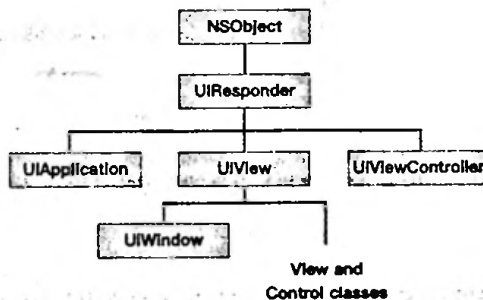 NSObject
UIResponder
UIApplication
UIView
UIViewController
UIWindow
View and
Control classes